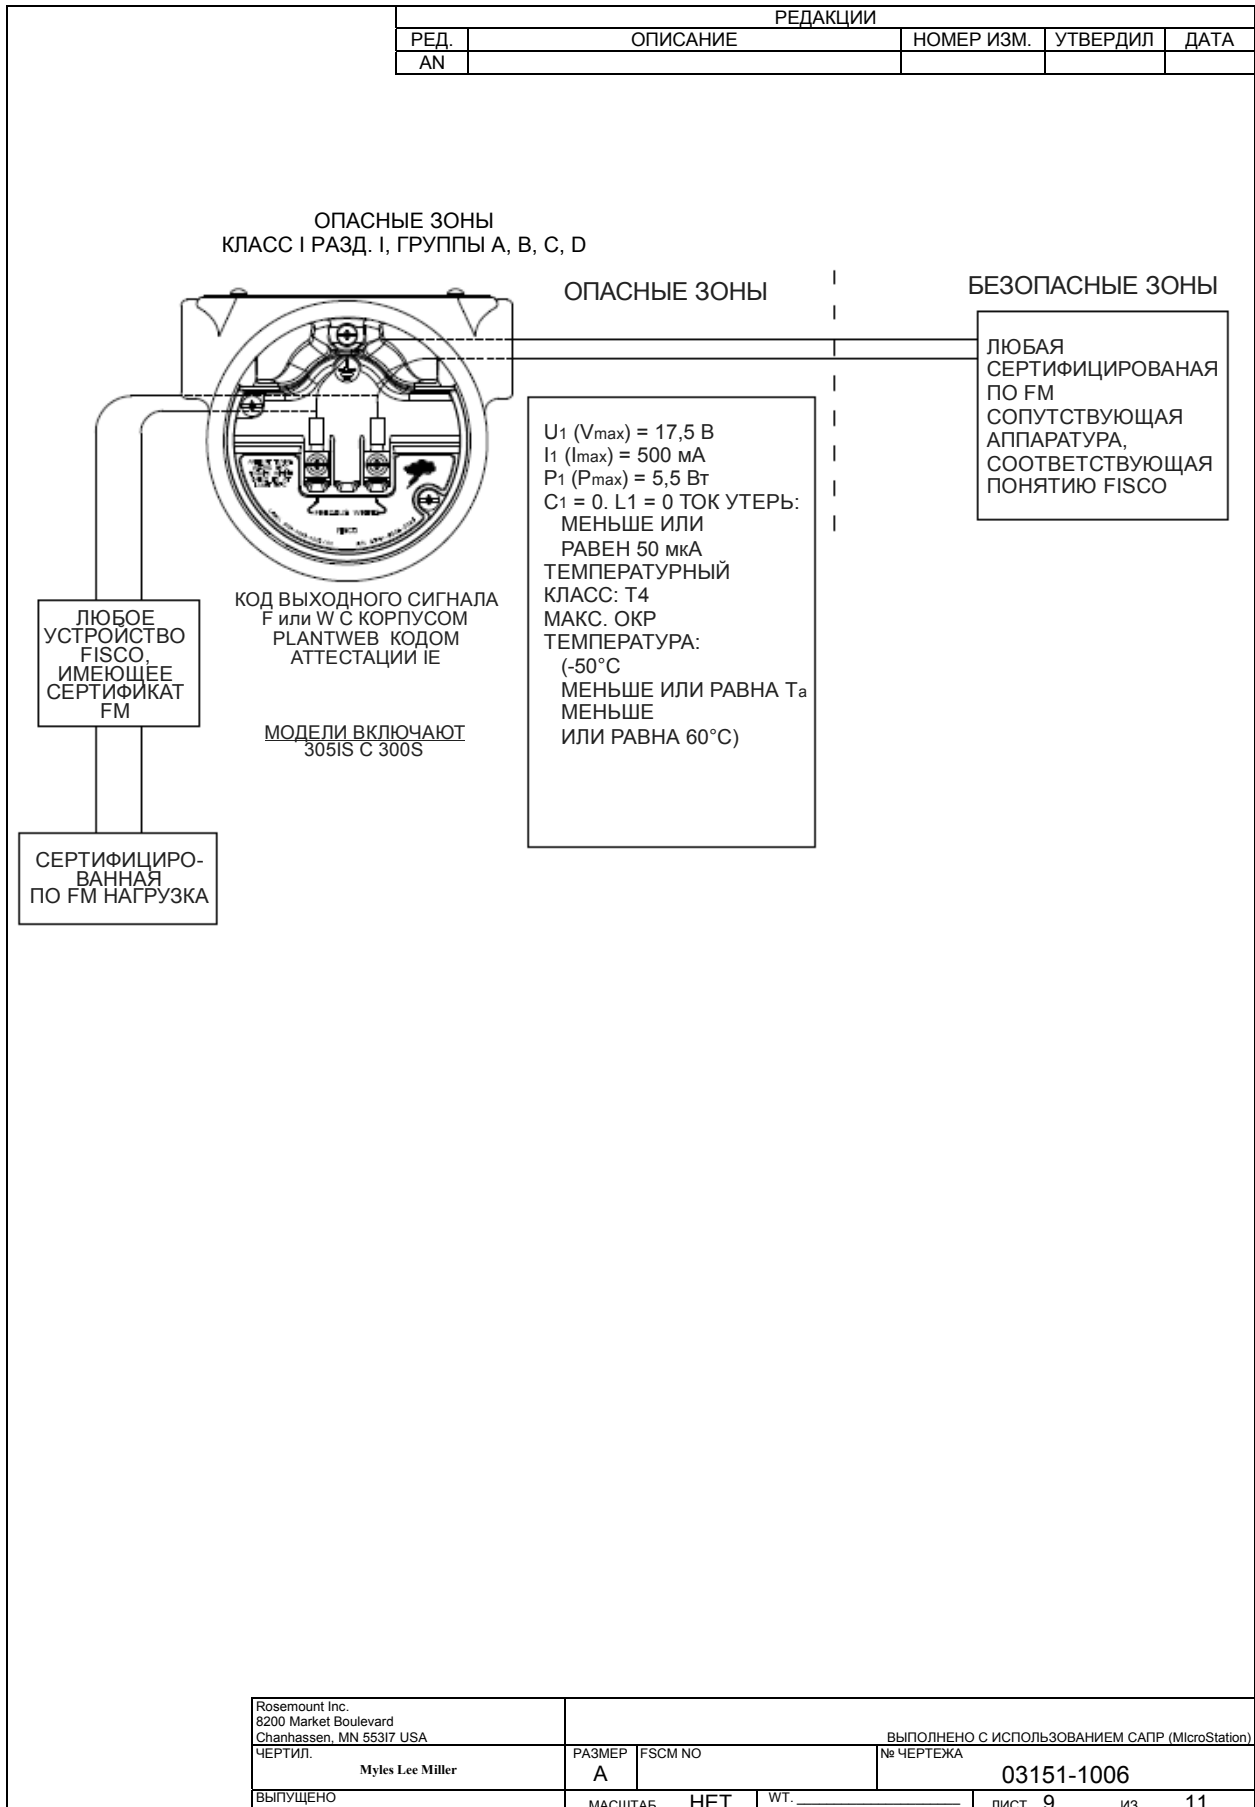 РЕДАКЦИИ
РЕД. ОПИСАНИЕ НОМЕР ИЗМ. УТВЕРДИЛ ДАТА
AN
ОПАСНЫЕ ЗОНЫ
КЛАСС I РАЗД. I, ГРУППЫ A, B, C, D
ОПАСНЫЕ ЗОНЫ
БЕЗОПАСНЫЕ ЗОНЫ
ЛЮБАЯ
СЕРТИФИЦИРОВАНАЯ
ПО FM
СОПУТСТВУЮЩАЯ
АППАРАТУРА,
СООТВЕТСТВУЮЩАЯ
ПОНЯТИЮ FISCO
U1 (Vmax) = 17,5 В
I1 (Imax) = 500 мА
P1 (Pmax) = 5,5 Вт
C1 = 0. L1 = 0 ТОК УТЕРЬ:
МЕНЬШЕ ИЛИ
РАВЕН 50 мкА
ТЕМПЕРАТУРНЫЙ
КЛАСС: T4
МАКС. ОКР
ТЕМПЕРАТУРА:
(-50°C
МЕНЬШЕ ИЛИ РАВНА Ta
МЕНЬШЕ
ИЛИ РАВНА 60°C)
КОД ВЫХОДНОГО СИГНАЛА
F или W С КОРПУСОМ
PLANTWEB КОДОМ
АТТЕСТАЦИИ IE
МОДЕЛИ ВКЛЮЧАЮТ
305IS С 300S
ЛЮБОЕ
УСТРОЙСТВО
FISCO,
ИМЕЮЩЕЕ
СЕРТИФИКАТ
FM
СЕРТИФИЦИРО-
ВАННАЯ
ПО FM НАГРУЗКА
Rosemount Inc.
8200 Market Boulevard
Chanhassen, MN 553I7 USA
ВЫПОЛНЕНО С ИСПОЛЬЗОВАНИЕМ САПР (MIcroStation)
ЧЕРТИЛ. Myles Lee Miller
РАЗМЕР A
FSCM NO
№ ЧЕРТЕЖА 03151-1006
ВЫПУЩЕНО
МАСШТАБ НЕТ WT. ЛИСТ 9 ИЗ 11